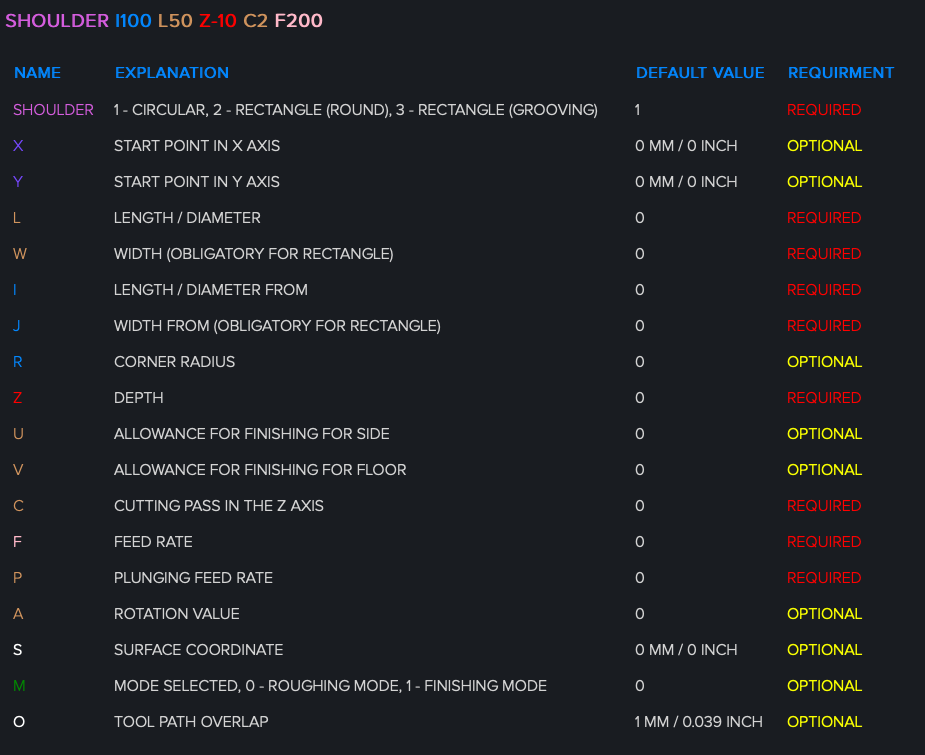 SHOULDER I100 L50 Z-10 C2 F200
NAME EXPLANATION DEFAULT VALUE REQUIRMENT
SHOULDER 1 - CIRCULAR, 2 - RECTANGLE (ROUND), 3 - RECTANGLE (GROOVING) 1 REQUIRED
X START POINT IN X AXIS 0 MM / 0 INCH OPTIONAL
Y START POINT IN Y AXIS 0 MM / 0 INCH OPTIONAL
L LENGTH / DIAMETER 0 REQUIRED
W WIDTH (OBLIGATORY FOR RECTANGLE) 0 REQUIRED
I LENGTH / DIAMETER FROM 0 REQUIRED
J WIDTH FROM (OBLIGATORY FOR RECTANGLE) 0 REQUIRED
R CORNER RADIUS 0 OPTIONAL
Z DEPTH 0 REQUIRED
U ALLOWANCE FOR FINISHING FOR SIDE 0 OPTIONAL
V ALLOWANCE FOR FINISHING FOR FLOOR 0 OPTIONAL
C CUTTING PASS IN THE Z AXIS 0 REQUIRED
F FEED RATE 0 REQUIRED
P PLUNGING FEED RATE 0 REQUIRED
A ROTATION VALUE 0 OPTIONAL
S SURFACE COORDINATE 0 MM / 0 INCH OPTIONAL
M MODE SELECTED, 0 - ROUGHING MODE, 1 - FINISHING MODE 0 OPTIONAL
O TOOL PATH OVERLAP 1 MM / 0.039 INCH OPTIONAL